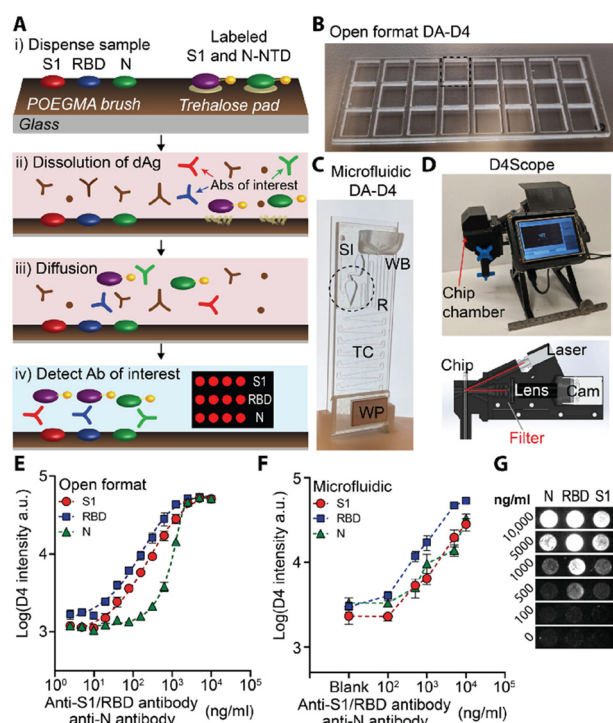 A
i) Dispense sample
S1 RBD N
Labeled
S1 and N-NTD
POEGMA brush
Trehalose pad
Glass
ii) Dissolution of dAg
Abs of interest
iii) Diffusion
iv) Detect Ab of interest
S1
RBD
N
B
Open format DA-D4
C
Microfluidic
DA-D4
SI
WB
R
TC
WP
D
D4Scope
Chip
chamber
Chip
Laser
Lens
Cam
Filter
E
Open format
S1
RBD
N
Log(D4 intensity a.u.)
5
4
3
10⁰ 10¹ 10² 10³ 10⁴ 10⁵
Anti-S1/RBD antibody
anti-N antibody
(ng/ml)
F
Microfluidic
S1
RBD
N
Log(D4 intensity a.u.)
5
4
3
Blank 10² 10³ 10⁴ 10⁵
Anti-S1/RBD antibody
anti-N antibody
(ng/ml)
G
ng/ml N RBD S1
10,000
5000
1000
500
100
0